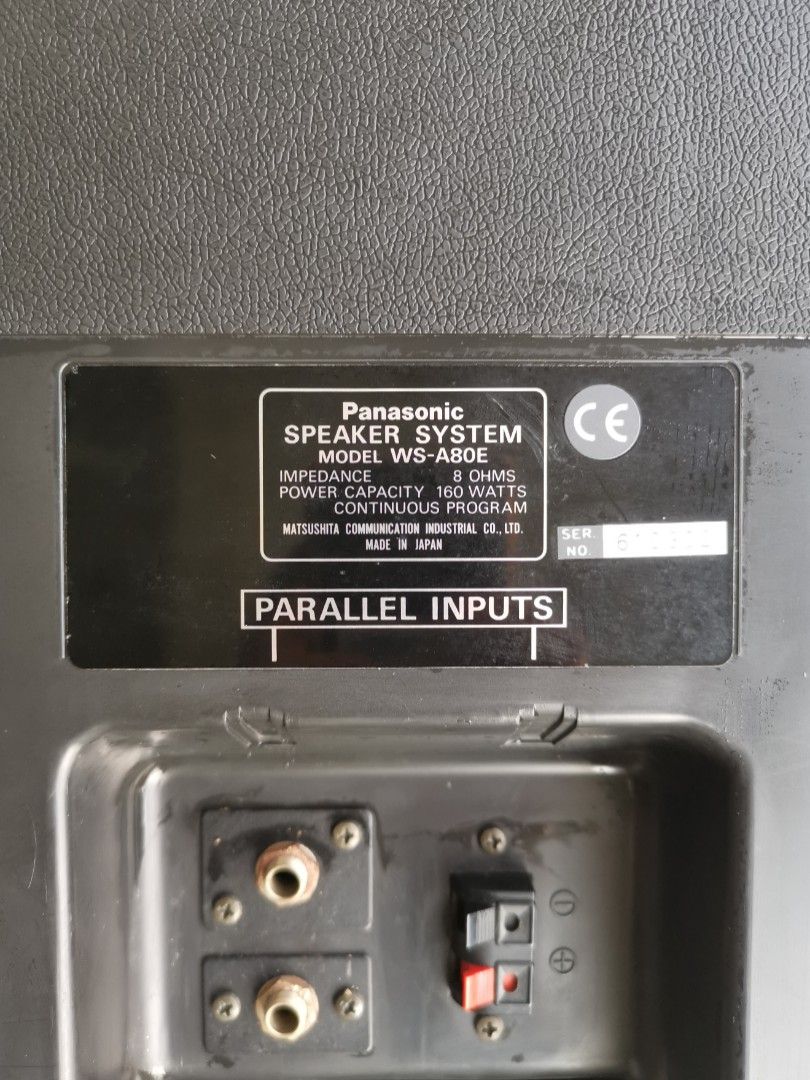 Panasonic
SPEAKER SYSTEM
MODEL WS-A80E
IMPEDANCE 8 OHMS
POWER CAPACITY 160 WATTS
CONTINUOUS PROGRAM
MATSUSHITA COMMUNICATION INDUSTRIAL CO., LTD.
MADE IN JAPAN
CE
SER.
NO.
PARALLEL INPUTS
⊖
⊕